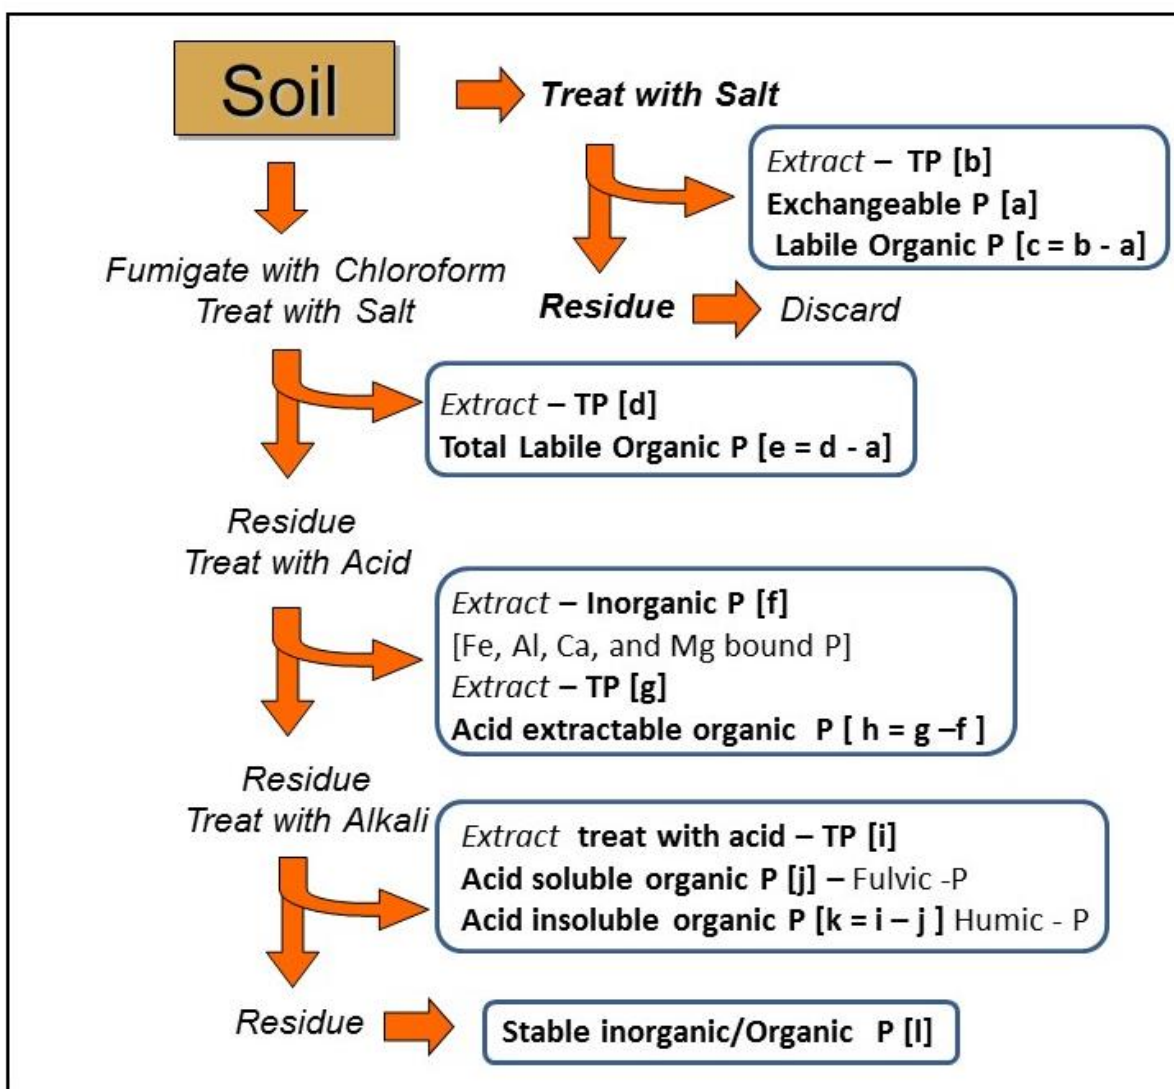 Soil
Treat with Salt
Extract – TP [b]
Exchangeable P [a]
Labile Organic P [c = b - a]
Residue
Discard
Fumigate with Chloroform
Treat with Salt
Extract – TP [d]
Total Labile Organic P [e = d - a]
Residue
Treat with Acid
Extract – Inorganic P [f]
[Fe, Al, Ca, and Mg bound P]
Extract – TP [g]
Acid extractable organic P [ h = g –f ]
Residue
Treat with Alkali
Extract treat with acid – TP [i]
Acid soluble organic P [j] – Fulvic -P
Acid insoluble organic P [k = i – j ] Humic - P
Residue
Stable inorganic/Organic P [l]